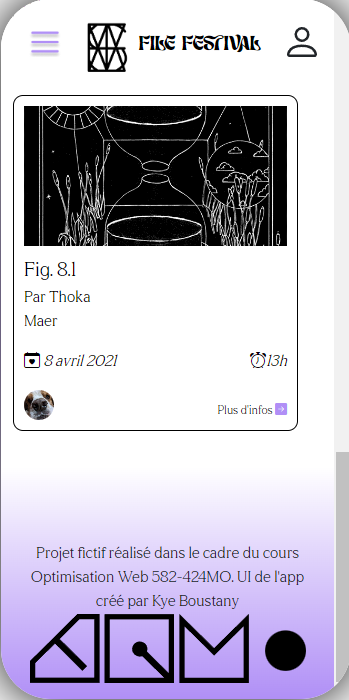 FILE FESTIVAL
Fig. 8.1
Par Thoka
Maer
8 avril 2021
13h
Plus d'infos
Projet fictif réalisé dans le cadre du cours
Optimisation Web 582-424MO. UI de l'app
créé par Kye Boustany